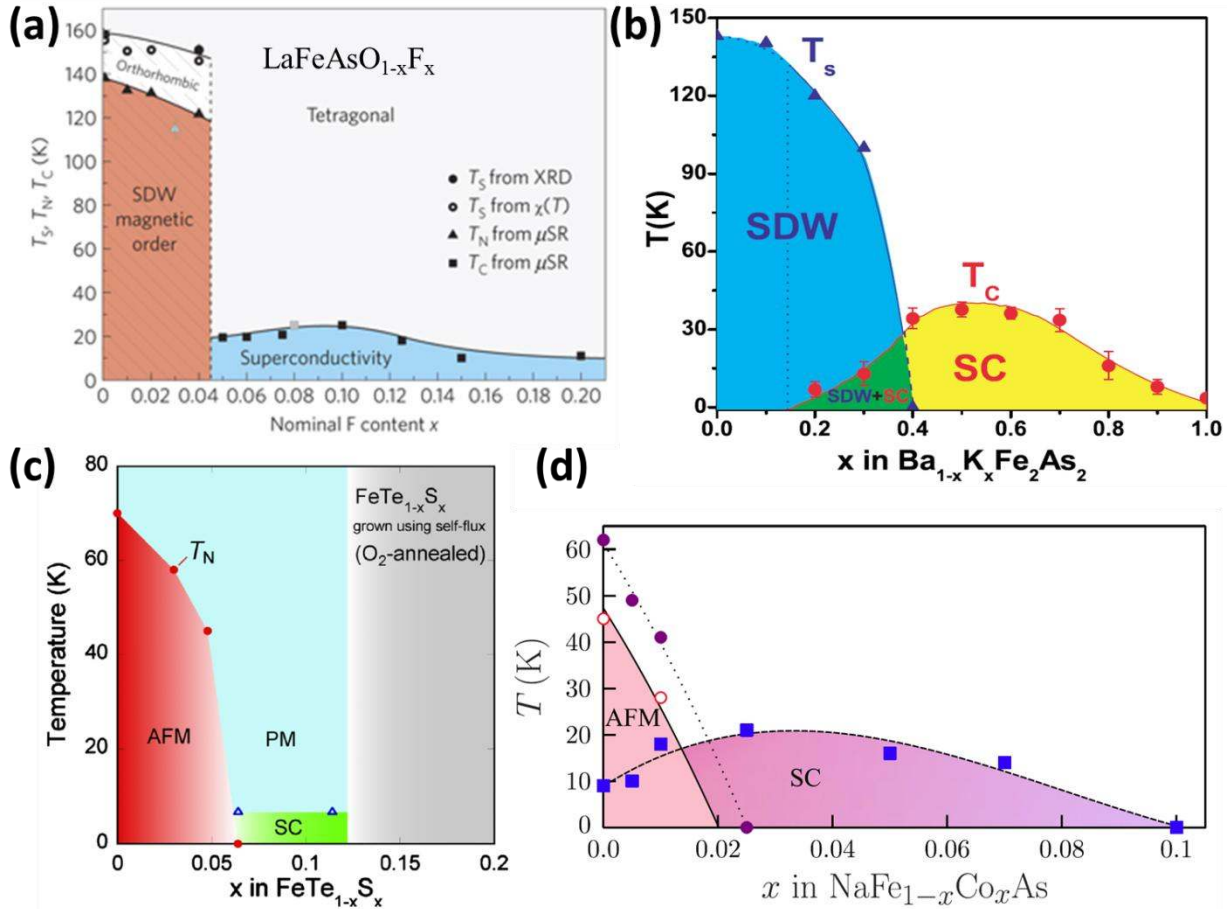 (a)
LaFeAsO1-xFx
Orthorhombic
Tetragonal
SDW
magnetic
order
TS from XRD
TS from χ(T)
TN from μSR
TC from μSR
Superconductivity
TS, TN, TC (K)
160
140
120
160
100
80
60
40
20
0
0 0.02 0.04 0.06 0.08 0.10 0.12 0.14 0.16 0.18 0.20
Nominal F content x
(b)
Ts
SDW
Tc
SC
SDW+SC
T(K)
150
120
90
60
30
0
0.0 0.2 0.4 0.6 0.8 1.0
x in Ba1-xKxFe2As2
(c)
FeTe1-xSx
grown using self-flux
(O2-annealed)
TN
AFM
PM
SC
Temperature (K)
80
60
40
20
0
0 0.05 0.1 0.15 0.2
x in FeTe1-xSx
(d)
AFM
SC
T (K)
60
50
40
30
20
10
0
0.0 0.02 0.04 0.06 0.08 0.1
x in NaFe1−xCoxAs